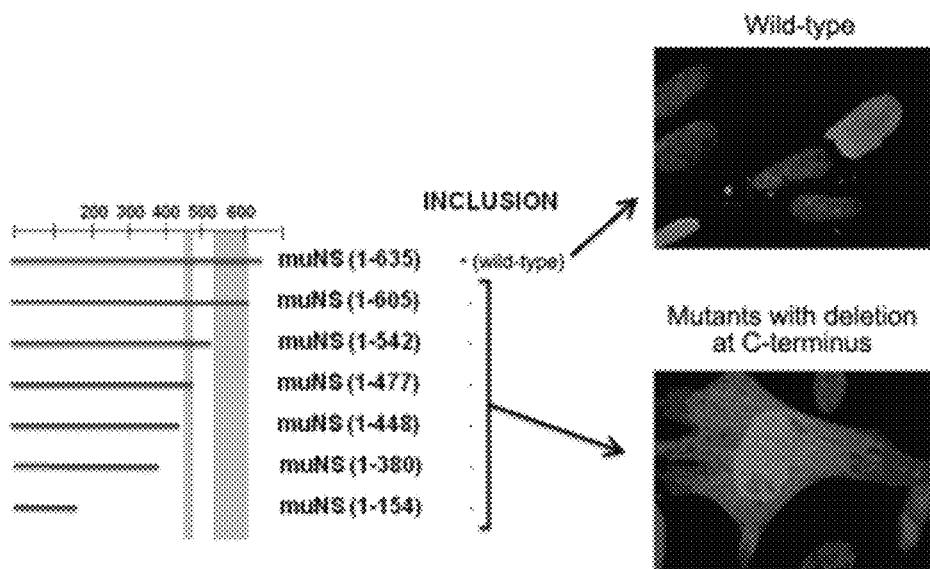 Wild-type
INCLUSION
200 300 400 500 600
muNS (1-635)
* (wild-type)
muNS (1-605)
muNS (1-542)
muNS (1-477)
muNS (1-448)
muNS (1-380)
muNS (1-154)
Mutants with deletion
at C-terminus